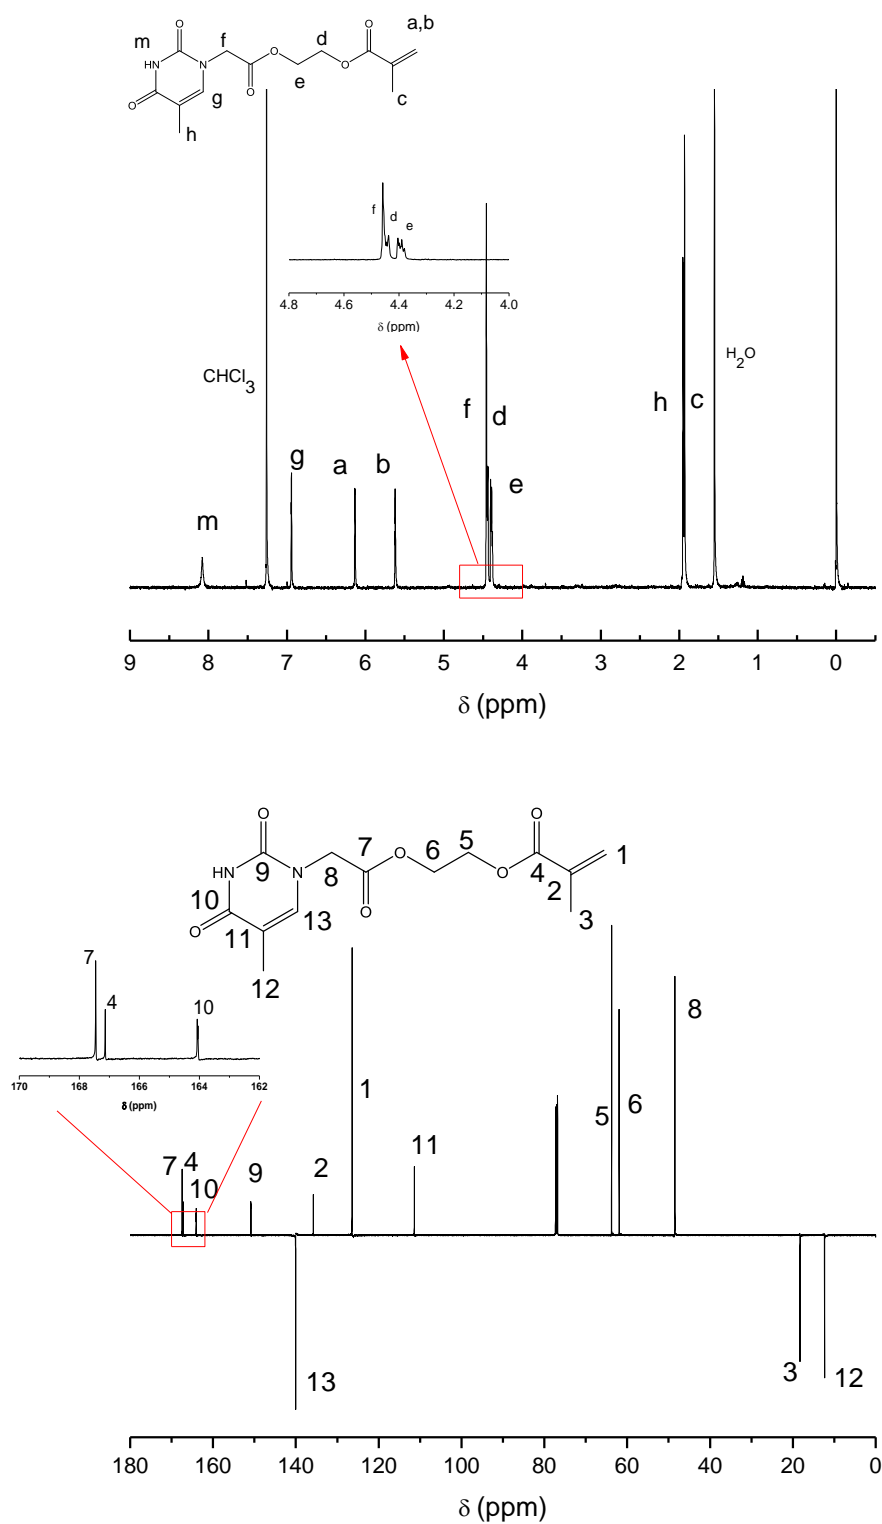 O
a,b
m
f
d
O
HN
N
O
O
e
O
g
O
O
c
h
f
d
e
4.8 4.6 4.4 4.2 4.0
δ (ppm)
CHCl3
H2O
f
h c
d
g
a
b
e
m
9 8 7 6 5 4 3 2 1 0
δ (ppm)
O
O
5
7
O
1
6
HN
9
N
8
4
O
2
10
O
13
3
O
11
12
7
4
10
8
170 168 166 164 162
δ (ppm)
1
5
6
11
7 4
9
2
10
13
3
12
180 160 140 120 100 80 60 40 20 0
δ (ppm)